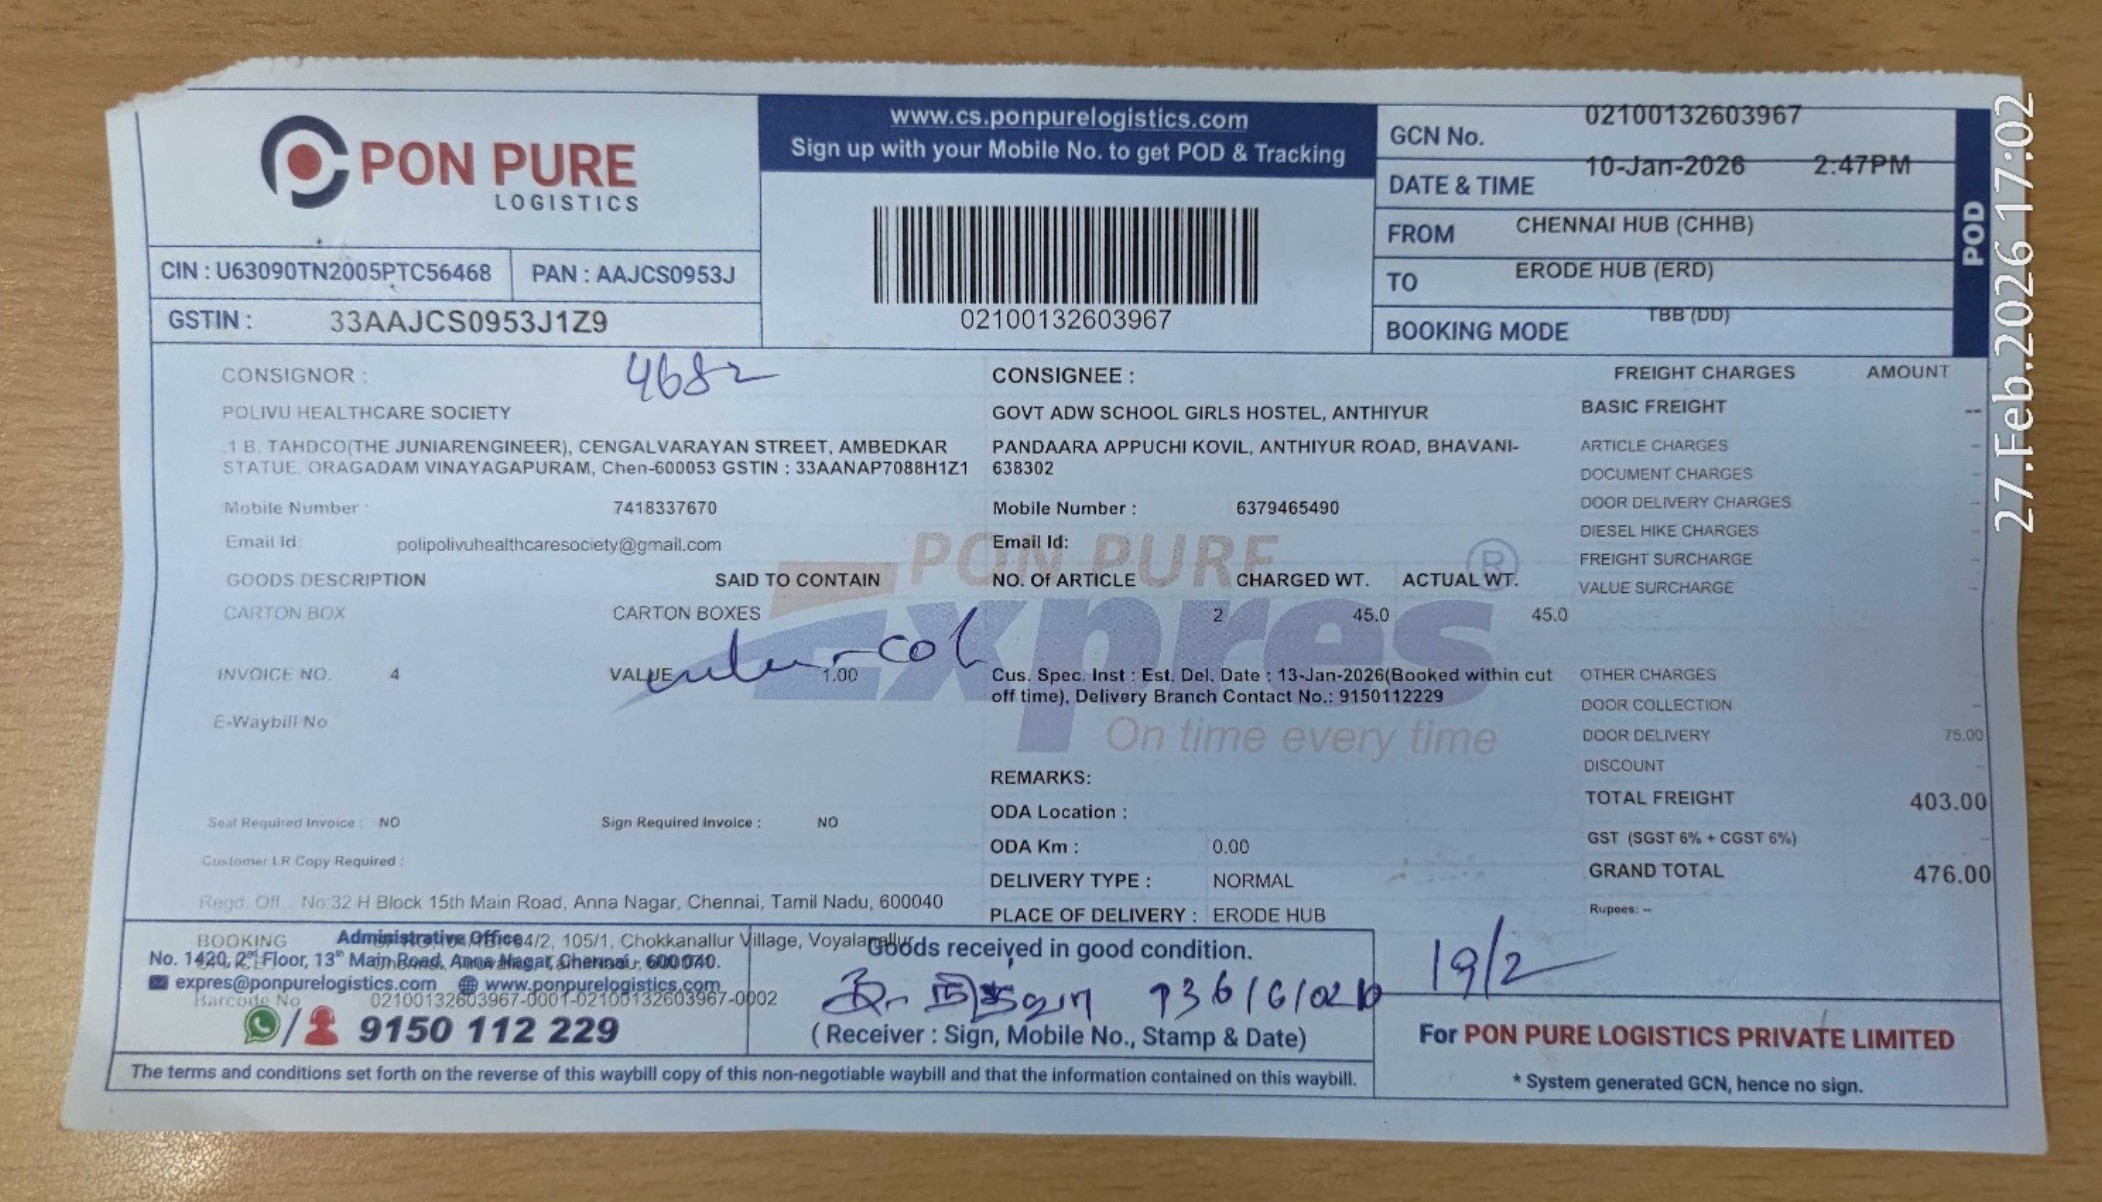 PON PURE
LOGISTICS
www.cs.ponpurelogistics.com
Sign up with your Mobile No. to get POD & Tracking
02100132603967
GCN No. 02100132603967
DATE & TIME 10-Jan-2026 2:47PM
FROM CHENNAI HUB (CHHB)
TO ERODE HUB (ERD)
BOOKING MODE TBB (DD)
POD
27.Feb.2026 17:02
CIN : U63090TN2005PTC56468 PAN : AAJCS0953J
GSTIN : 33AAJCS0953J1Z9
4682
CONSIGNOR :
POLIVU HEALTHCARE SOCIETY
.1 B. TAHDCO(THE JUNIARENGINEER), CENGALVARAYAN STREET, AMBEDKAR
STATUE, ORAGADAM VINAYAGAPURAM, Chen-600053 GSTIN : 33AANAP7088H1Z1
Mobile Number : 7418337670
Email Id: polipolivuhealthcaresociety@gmail.com
CONSIGNEE :
GOVT ADW SCHOOL GIRLS HOSTEL, ANTHIYUR
PANDAARA APPUCHI KOVIL, ANTHIYUR ROAD, BHAVANI-
638302
Mobile Number : 6379465490
Email Id:
PON PURE
Expres ®
On time every time
GOODS DESCRIPTION SAID TO CONTAIN NO. Of ARTICLE CHARGED WT. ACTUAL WT.
CARTON BOX CARTON BOXES 2 45.0 45.0
INVOICE NO. 4 VALUE 1.00
E-Waybill No
Cus. Spec. Inst : Est. Del. Date : 13-Jan-2026(Booked within cut
off time), Delivery Branch Contact No.: 9150112229
REMARKS:
ODA Location :
ODA Km : 0.00
DELIVERY TYPE : NORMAL
PLACE OF DELIVERY : ERODE HUB
Seal Required Invoice : NO Sign Required Invoice : NO
Customer LR Copy Required :
Regd. Off... No:32 H Block 15th Main Road, Anna Nagar, Chennai, Tamil Nadu, 600040
FREIGHT CHARGES AMOUNT
BASIC FREIGHT --
ARTICLE CHARGES -
DOCUMENT CHARGES -
DOOR DELIVERY CHARGES -
DIESEL HIKE CHARGES -
FREIGHT SURCHARGE -
VALUE SURCHARGE -
OTHER CHARGES
DOOR COLLECTION -
DOOR DELIVERY 75.00
DISCOUNT -
TOTAL FREIGHT 403.00
GST (SGST 6% + CGST 6%) -
GRAND TOTAL 476.00
Rupees: --
BOOKING 4/2, 105/1, Chokkanallur Village,
Administrative Office
No. 1420, 2nd Floor, 13th Main Road, Anna Nagar, Chennai - 600 040.
expres@ponpurelogistics.com www.ponpurelogistics.com
Barcode No 02100132603967-0001-02100132603967-0002
9150 112 229
Goods received in good condition.
(Receiver : Sign, Mobile No., Stamp & Date)
19/2
For PON PURE LOGISTICS PRIVATE LIMITED
* System generated GCN, hence no sign.
The terms and conditions set forth on the reverse of this waybill copy of this non-negotiable waybill and that the information contained on this waybill.